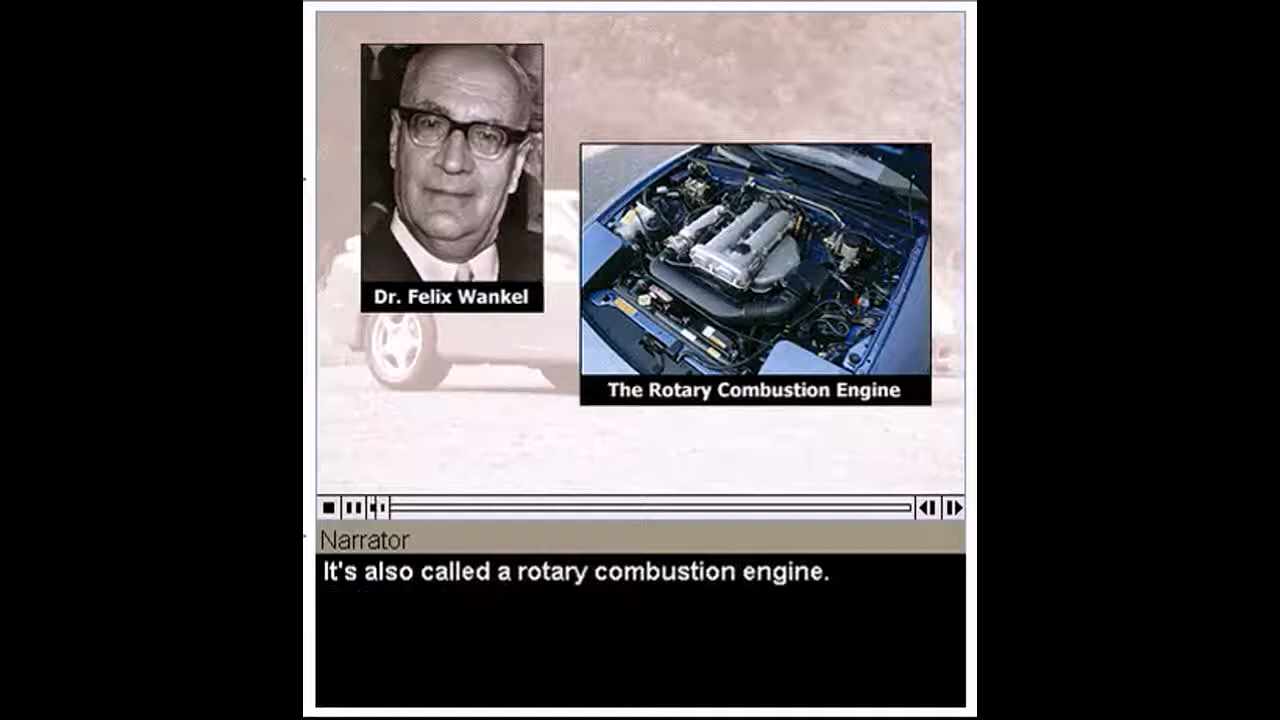 Dr. Felix Wankel
The Rotary Combustion Engine
Narrator
It's also called a rotary combustion engine.